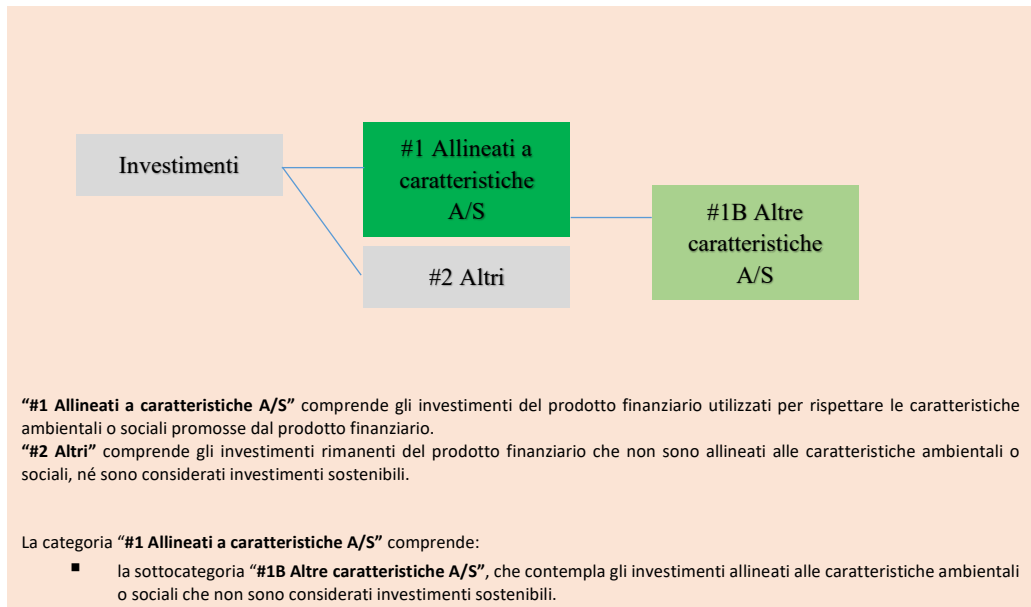 Investimenti
#1 Allineati a
caratteristiche
A/S
#2 Altri
#1B Altre
caratteristiche
A/S
“#1 Allineati a caratteristiche A/S” comprende gli investimenti del prodotto finanziario utilizzati per rispettare le caratteristiche
ambientali o sociali promosse dal prodotto finanziario.
“#2 Altri” comprende gli investimenti rimanenti del prodotto finanziario che non sono allineati alle caratteristiche ambientali o
sociali, né sono considerati investimenti sostenibili.
La categoria “#1 Allineati a caratteristiche A/S” comprende:
▪ la sottocategoria “#1B Altre caratteristiche A/S”, che contempla gli investimenti allineati alle caratteristiche ambientali
o sociali che non sono considerati investimenti sostenibili.